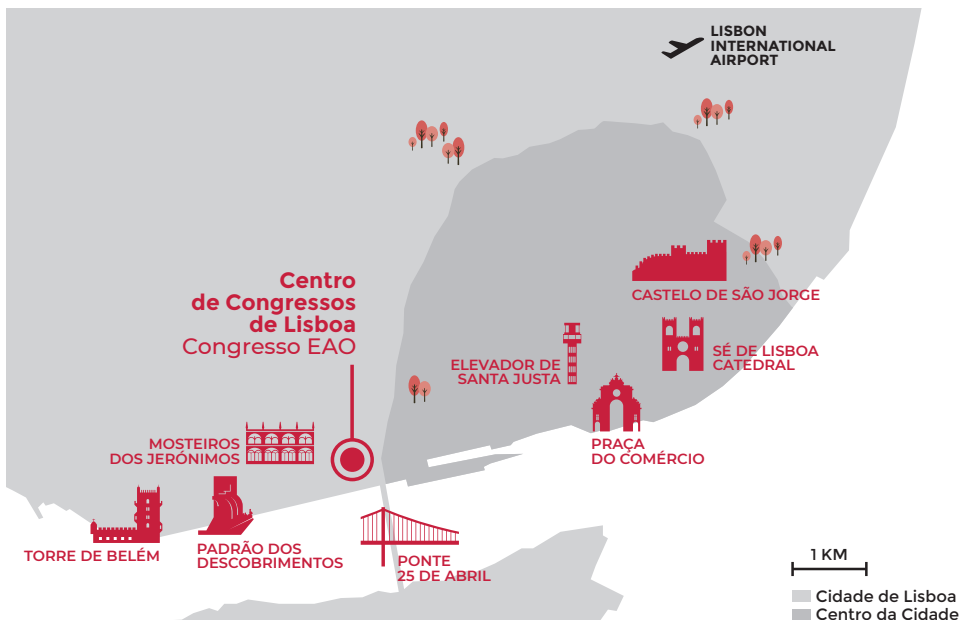 LISBON
INTERNATIONAL
AIRPORT
Centro
de Congressos
de Lisboa
Congresso EAO
CASTELO DE SÃO JORGE
ELEVADOR DE
SANTA JUSTA
SÉ DE LISBOA
CATEDRAL
MOSTEIROS
DOS JERÓNIMOS
PRAÇA
DO COMÉRCIO
TORRE DE BELÉM
PADRÃO DOS
DESCOBRIMENTOS
PONTE
25 DE ABRIL
1 KM
Cidade de Lisboa
Centro da Cidade